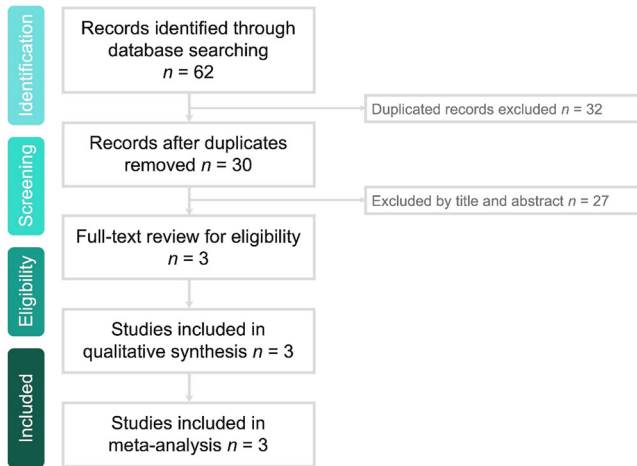 Identification
Records identified through
database searching
n = 62
Duplicated records excluded n = 32
Screening
Records after duplicates
removed n = 30
Excluded by title and abstract n = 27
Eligibility
Full-text review for eligibility
n = 3
Included
Studies included in
qualitative synthesis n = 3
Studies included in
meta-analysis n = 3